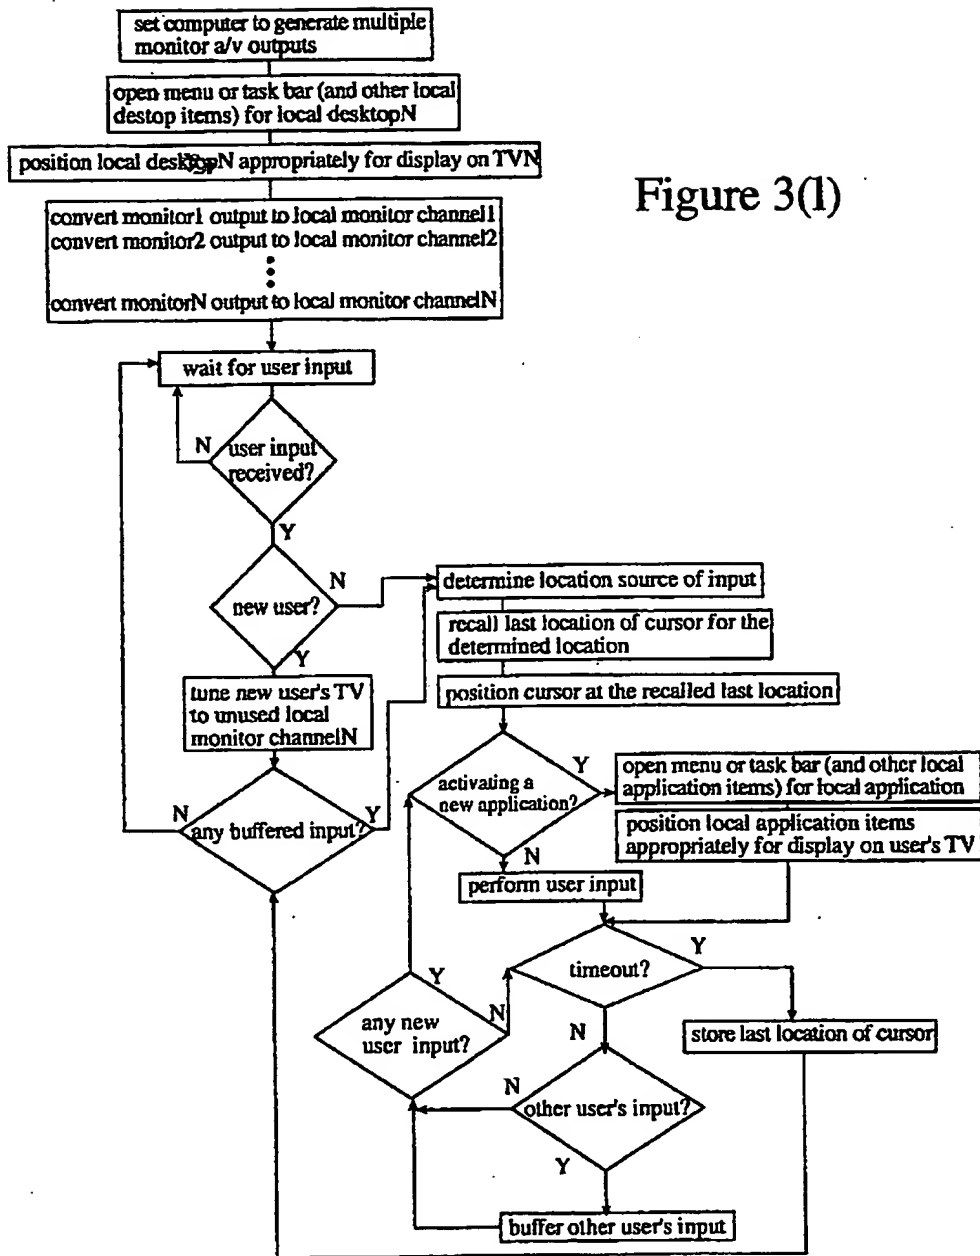 set computer to generate multiple
monitor a/v outputs
open menu or task bar (and other local
destop items) for local desktopN
position local desktopN appropriately for display on TVN
Figure 3(l)
convert monitor1 output to local monitor channel1
convert monitor2 output to local monitor channel2
convert monitorN output to local monitor channelN
wait for user input
N
user input
received?
Y
new user?
N
Y
determine location source of input
recall last location of cursor for the
determined location
position cursor at the recalled last location
tune new user's TV
to unused local
monitor channelN
N
any buffered input?
Y
activating a
new application?
Y
N
open menu or task bar (and other local
application items) for local application
position local application items
appropriately for display on user's TV
perform user input
timeout?
Y
N
any new
user input?
Y
N
store last location of cursor
other user's input?
N
Y
buffer other user's input